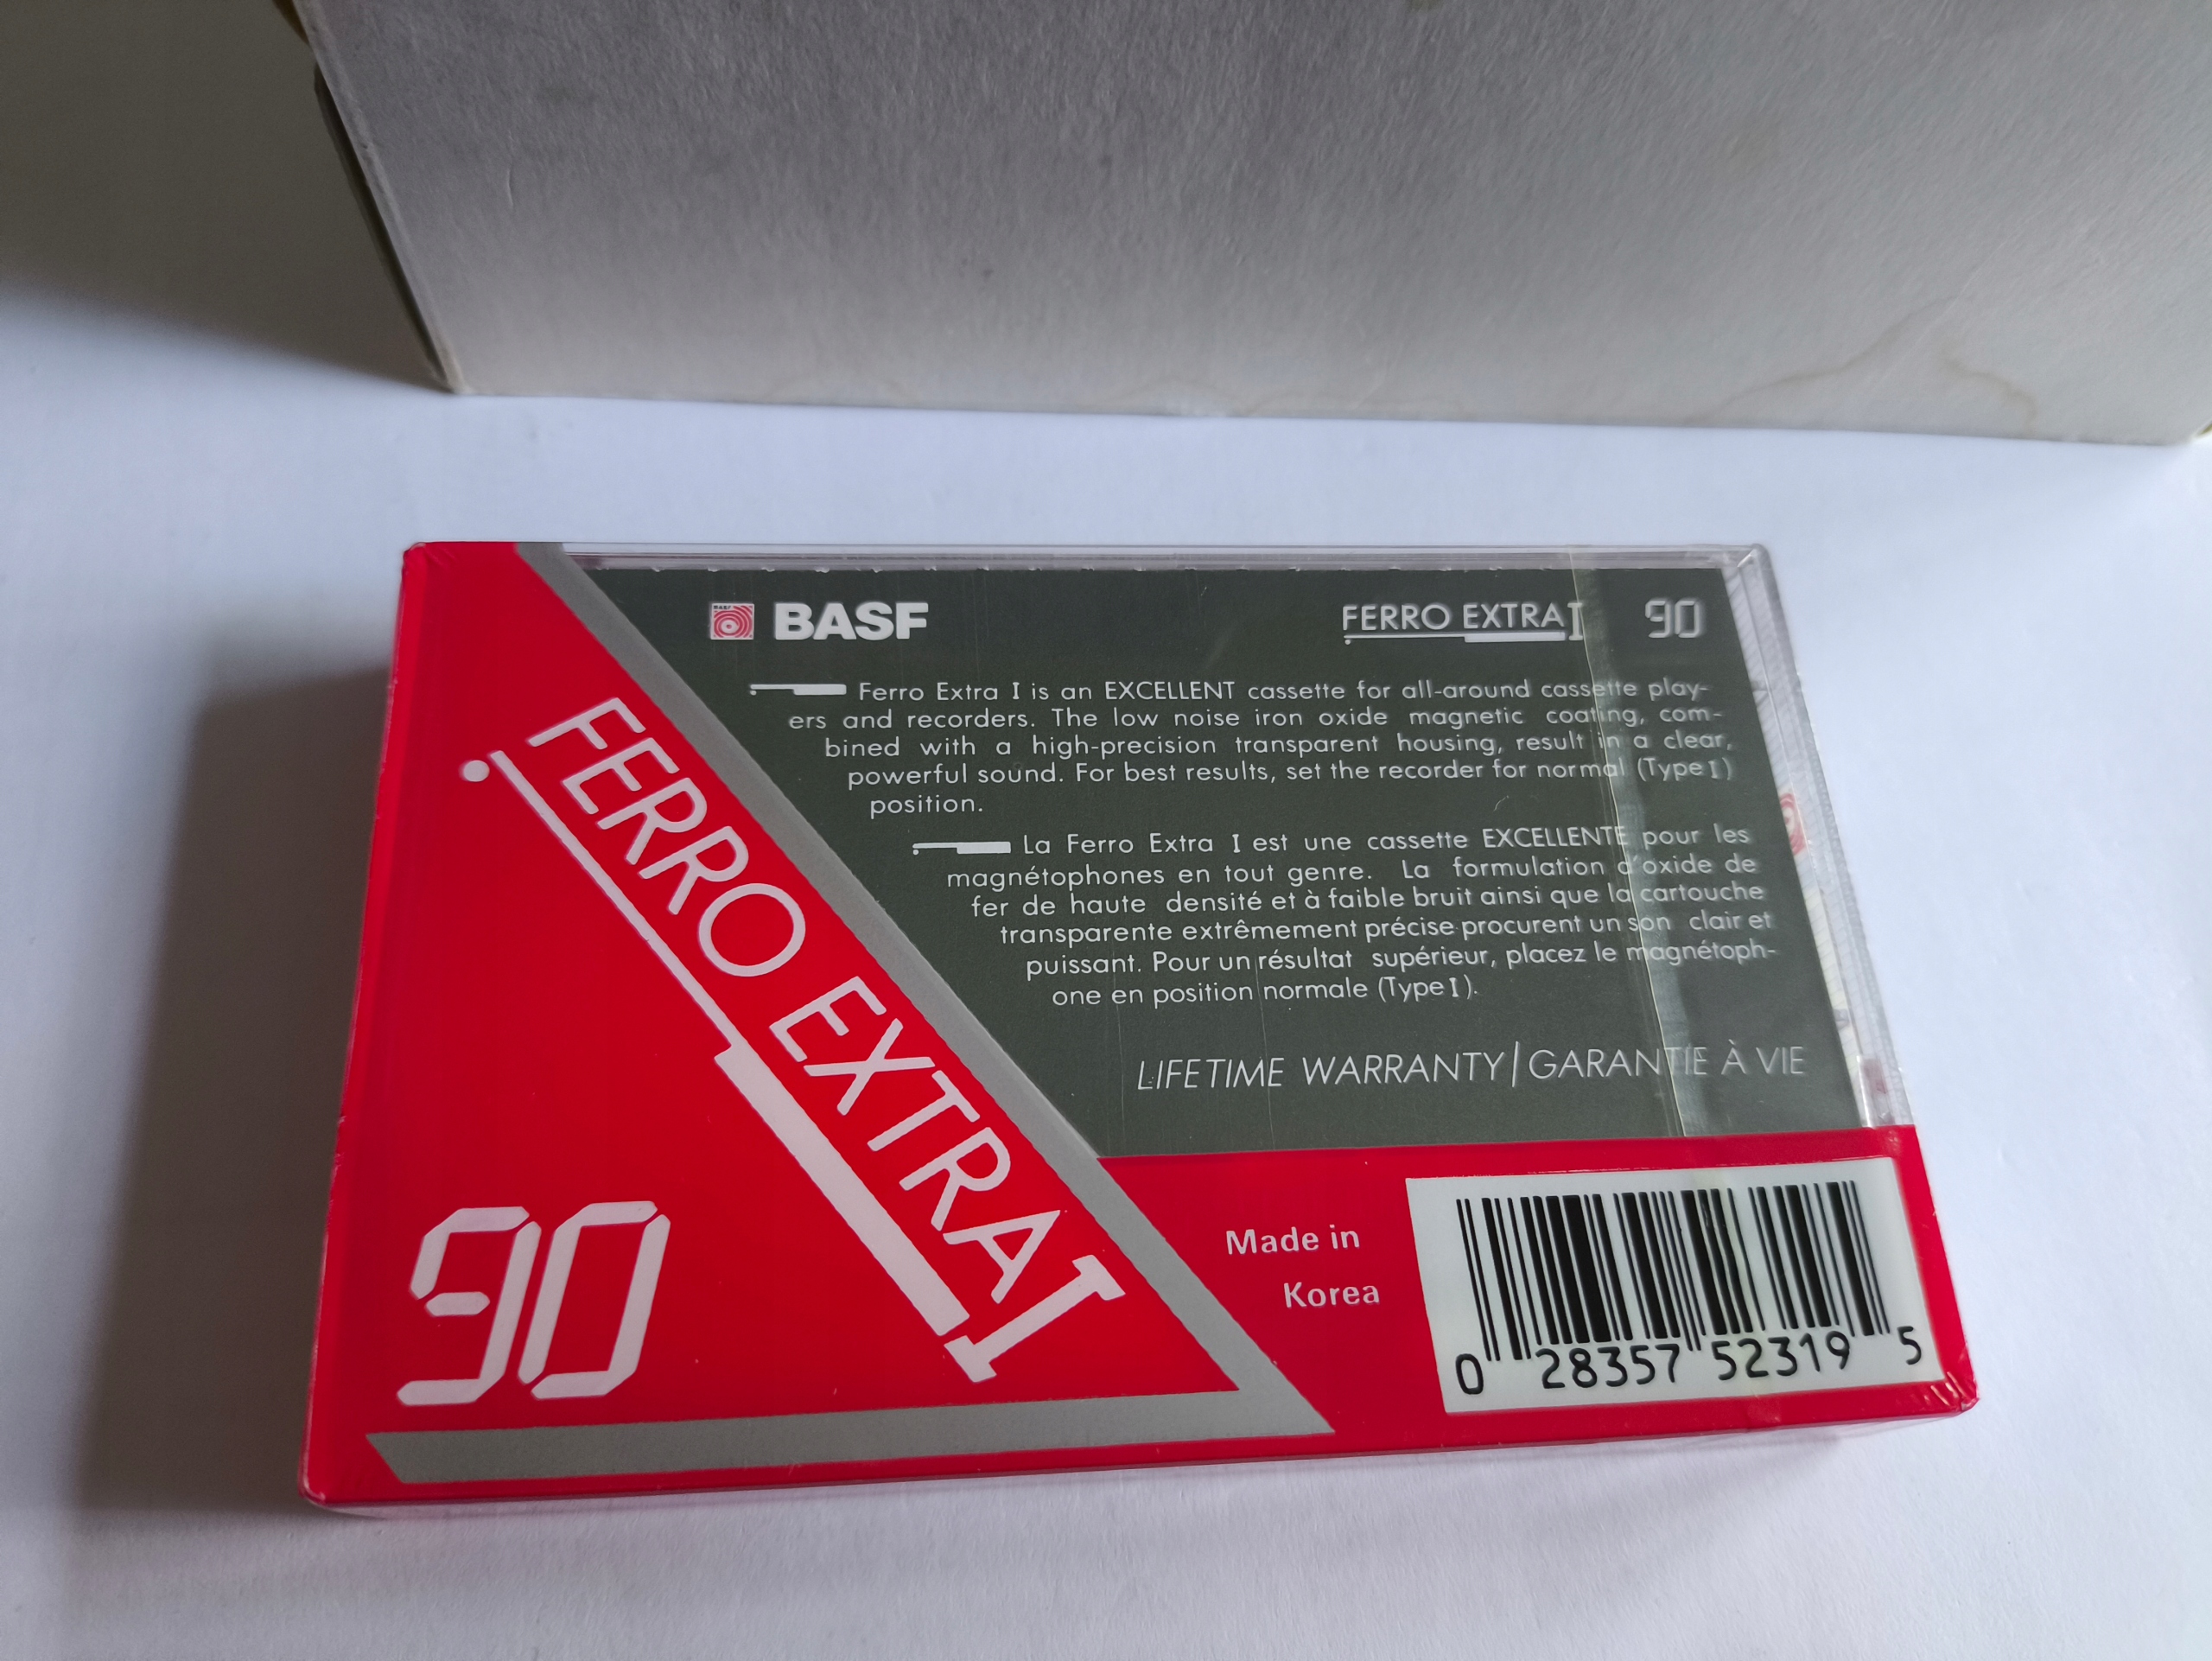 BASF
FERRO EXTRA I 90
Ferro Extra I is an EXCELLENT cassette for all-around cassette play-
ers and recorders. The low noise iron oxide magnetic coating, com-
bined with a high-precision transparent housing, result in a clear,
powerful sound. For best results, set the recorder for normal (Type I)
position.
La Ferro Extra I est une cassette EXCELLENTE pour les
magnétophones en tout genre. La formulation d'oxide de
fer de haute densité et à faible bruit ainsi que la cartouche
transparente extrêmement précise procurent un son clair et
puissant. Pour un résultat supérieur, placez le magnétoph-
one en position normale (Type I).
LIFETIME WARRANTY | GARANTIE À VIE
FERRO EXTRA I
90
Made in
Korea
0 28357 52319 5